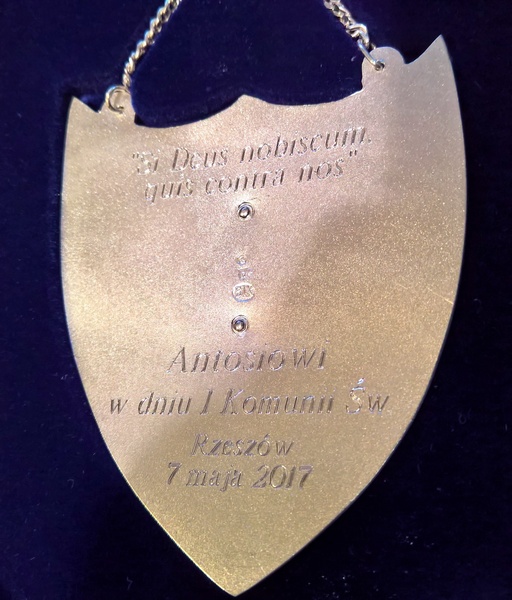 "Si Deus nobiscum,
quis contra nos"
Antosiowi
w dniu I Komunii Św.
Rzeszów
7 maja 2017